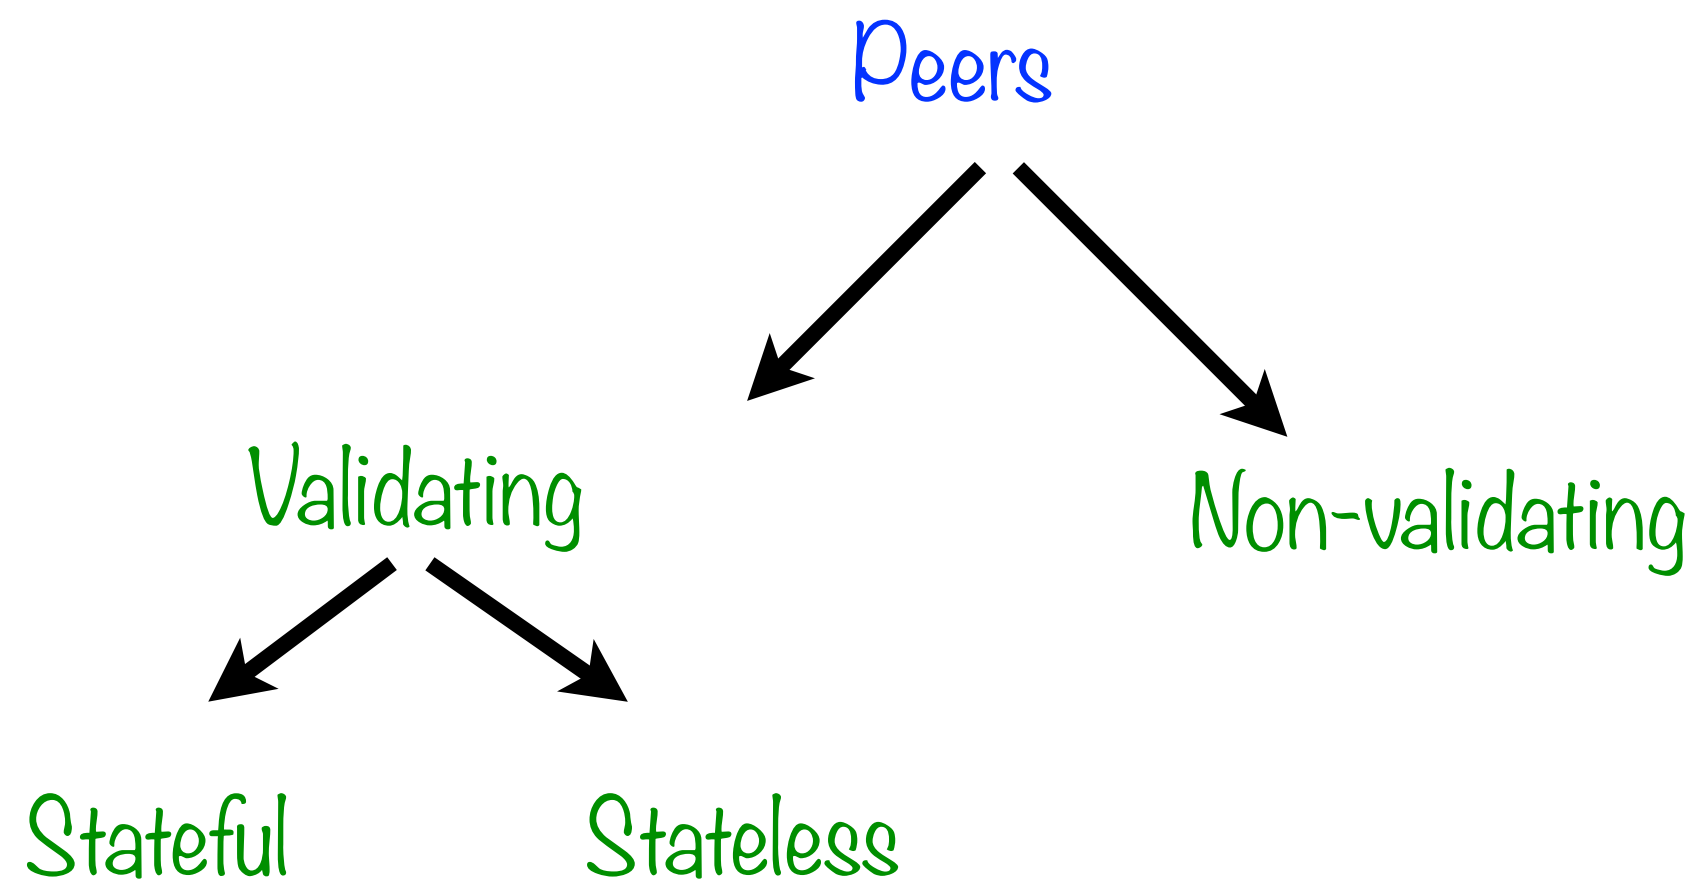 Peers
Validating
Non-validating
Stateful
Stateless